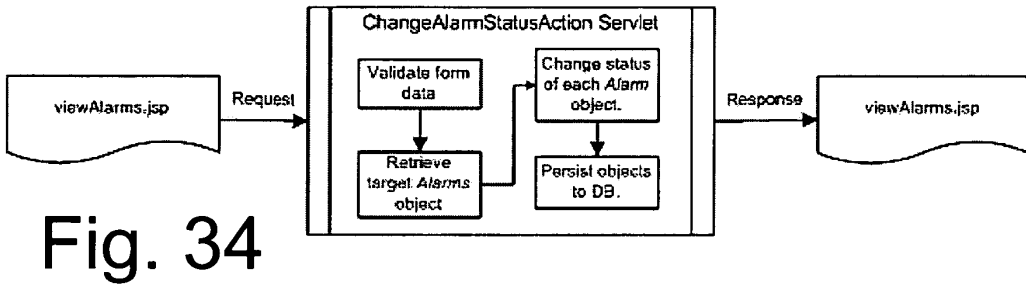 ChangeAlarmStatusAction Servlet
viewAlarms.jsp
Request
Validate form
data
Retrieve
target Alarms
object
Change status
of each Alarm
object.
Persist objects
to DB.
Response
viewAlarms.jsp
Fig. 34